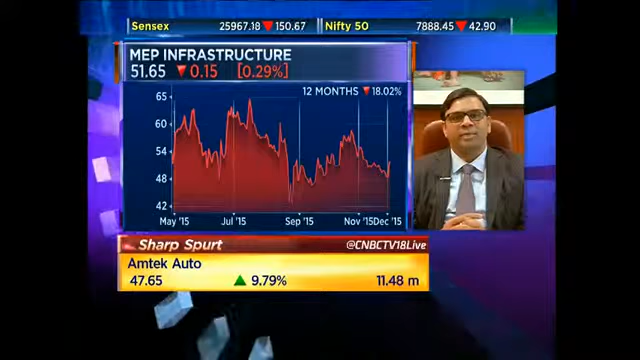 Sensex 25967.18 ▼ 150.67 Nifty 50 7888.45 ▼ 42.90
MEP INFRASTRUCTURE
51.65 ▼ 0.15 [0.29%]
12 MONTHS ▼18.02%
65
60
54
48
42
May '15 Jul '15 Sep '15 Nov '15 Dec '15
Sharp Spurt @CNBCTV18Live
Amtek Auto
47.65 ▲ 9.79% 11.48 m